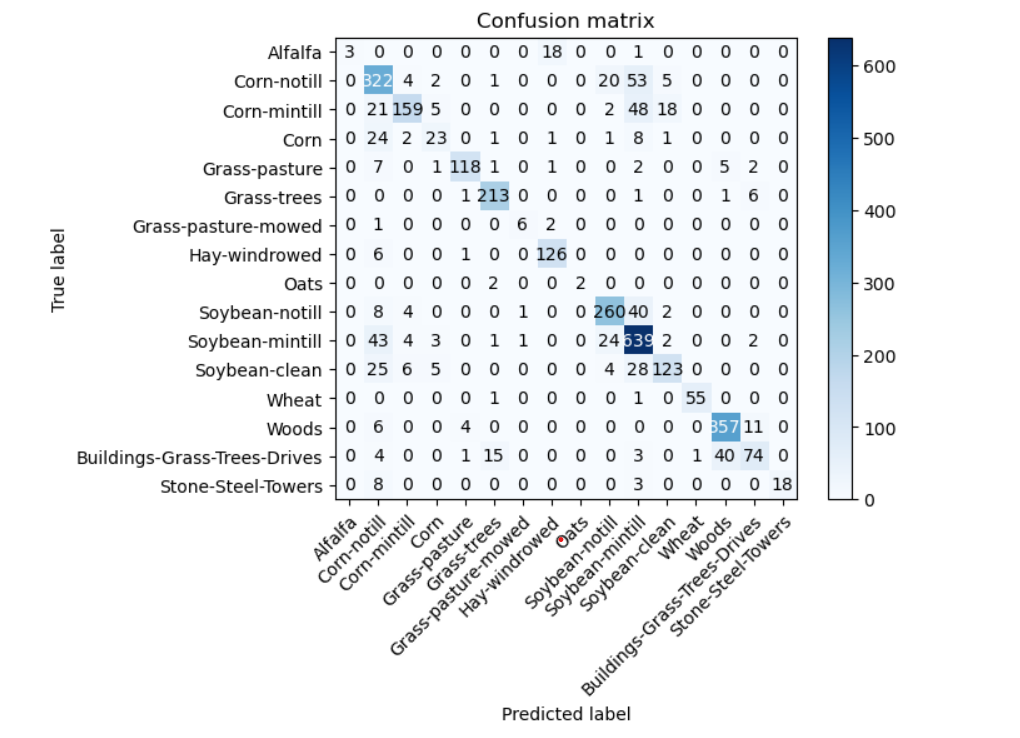 Confusion matrix
Alfalfa 3 0 0 0 0 0 0 18 0 0 1 0 0 0 0 0
Corn-notill 0 322 4 2 0 1 0 0 0 20 53 5 0 0 0 0
Corn-mintill 0 21 159 5 0 0 0 0 0 2 48 18 0 0 0 0
Corn 0 24 2 23 0 1 0 1 0 1 8 1 0 0 0 0
Grass-pasture 0 7 0 1 118 1 0 1 0 0 2 0 0 5 2 0
Grass-trees 0 0 0 0 1 213 0 0 0 0 1 0 0 1 6 0
Grass-pasture-mowed 0 1 0 0 0 0 6 2 0 0 0 0 0 0 0 0
Hay-windrowed 0 6 0 0 1 0 0 126 0 0 0 0 0 0 0 0
Oats 0 0 0 0 0 2 0 0 2 0 0 0 0 0 0 0
Soybean-notill 0 8 4 0 0 0 1 0 0 260 40 2 0 0 0 0
Soybean-mintill 0 43 4 3 0 1 1 0 0 24 639 2 0 0 2 0
Soybean-clean 0 25 6 5 0 0 0 0 0 4 28 123 0 0 0 0
Wheat 0 0 0 0 0 1 0 0 0 0 1 0 55 0 0 0
Woods 0 6 0 0 4 0 0 0 0 0 0 0 0 357 11 0
Buildings-Grass-Trees-Drives 0 4 0 0 1 15 0 0 0 0 3 0 1 40 74 0
Stone-Steel-Towers 0 8 0 0 0 0 0 0 0 0 3 0 0 0 0 18
True label
Alfalfa
Corn-notill
Corn-mintill
Corn
Grass-pasture
Grass-trees
Grass-pasture-mowed
Hay-windrowed
Oats
Soybean-notill
Soybean-mintill
Soybean-clean
Wheat
Woods
Buildings-Grass-Trees-Drives
Stone-Steel-Towers
Predicted label
600
500
400
300
200
100
0